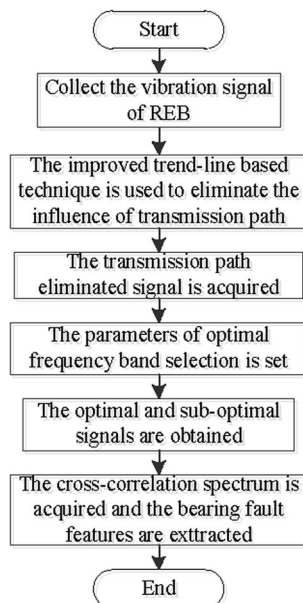 Start
Collect the vibration signal
of REB
The improved trend-line based
technique is used to eliminate the
influence of transmission path
The transmission path
eliminated signal is acquired
The parameters of optimal
frequency band selection is set
The optimal and sub-optimal
signals are obtained
The cross-correlation spectrum is
acquired and the bearing fault
features are exttracted
End